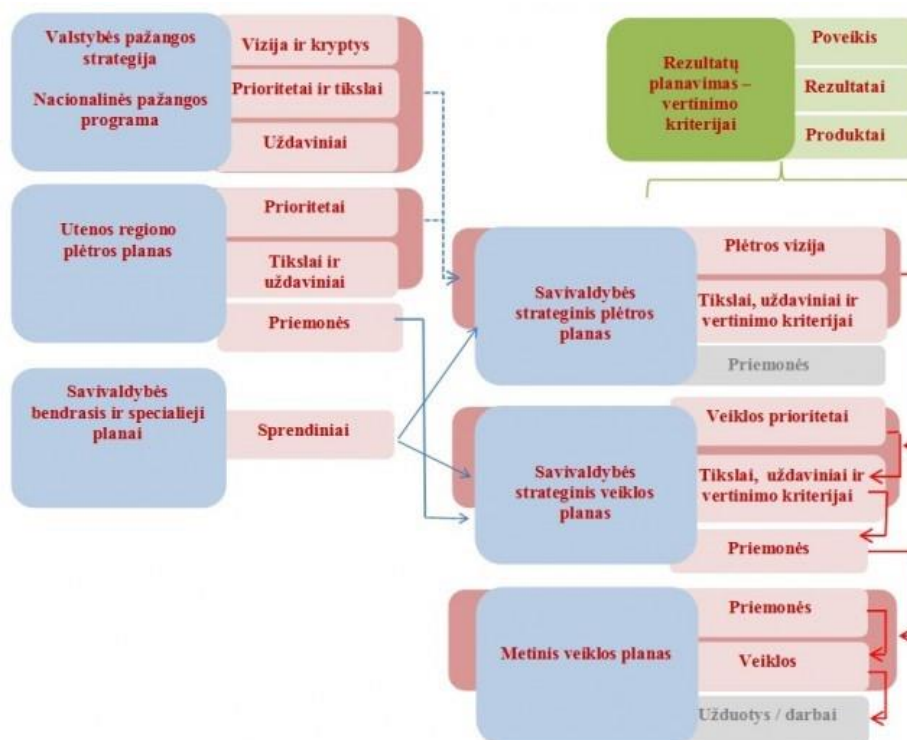 Valstybės pažangos
strategija
Nacionalinės pažangos
programa
Vizija ir kryptys
Prioritetai ir tikslai
Uždaviniai
Utenos regiono
plėtros planas
Prioritetai
Tikslai ir
uždaviniai
Priemonės
Savivaldybės
bendrasis ir specialieji
planai
Sprendiniai
Rezultatų
planavimas –
vertinimo
kriterijai
Poveikis
Rezultatai
Produktai
Savivaldybės
strateginis plėtros
planas
Plėtros vizija
Tikslai, uždaviniai ir
vertinimo kriterijai
Priemonės
Savivaldybės
strateginis veiklos
planas
Veiklos prioritetai
Tikslai, uždaviniai ir
vertinimo kriterijai
Priemonės
Metinis veiklos planas
Priemonės
Veiklos
Užduotys / darbai